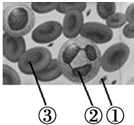 ③ ② ①